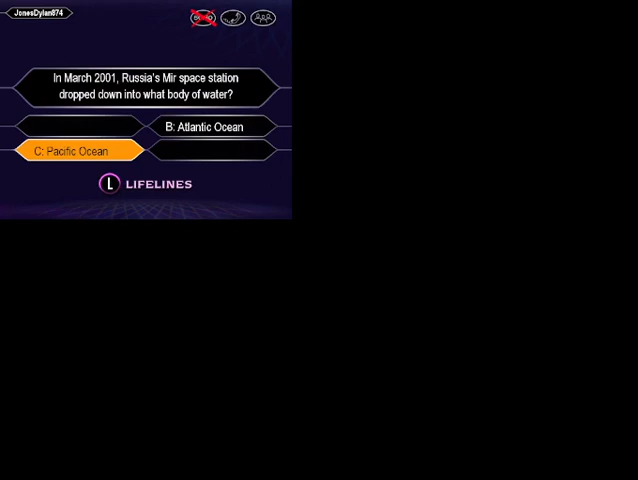 JonesDylan874
In March 2001, Russia's Mir space station
dropped down into what body of water?
B: Atlantic Ocean
C: Pacific Ocean
L LIFELINES